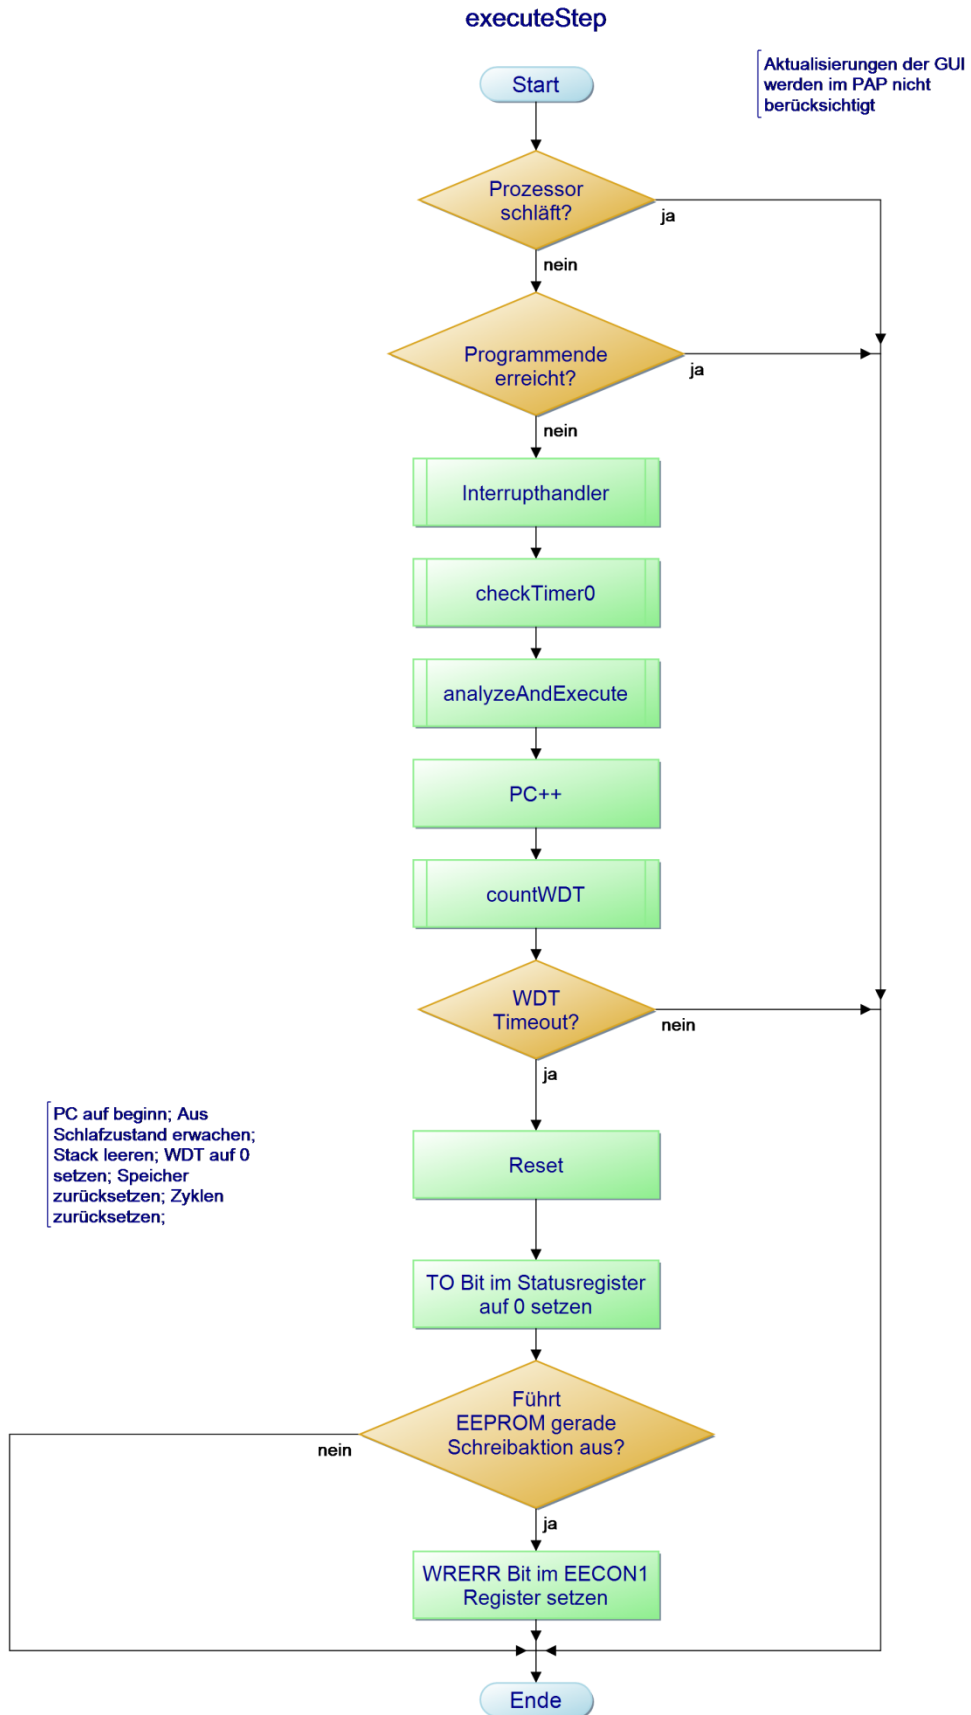 executeStep
Start
Aktualisierungen der GUI
werden im PAP nicht
berücksichtigt
Prozessor
schläft?
ja
nein
Programmende
erreicht?
ja
nein
Interrupthandler
checkTimer0
analyzeAndExecute
PC++
countWDT
WDT
Timeout?
nein
ja
PC auf beginn; Aus
Schlafzustand erwachen;
Stack leeren; WDT auf 0
setzen; Speicher
zurücksetzen; Zyklen
zurücksetzen;
Reset
TO Bit im Statusregister
auf 0 setzen
Führt
EEPROM gerade
Schreibaktion aus?
nein
ja
WRERR Bit im EECON1
Register setzen
Ende